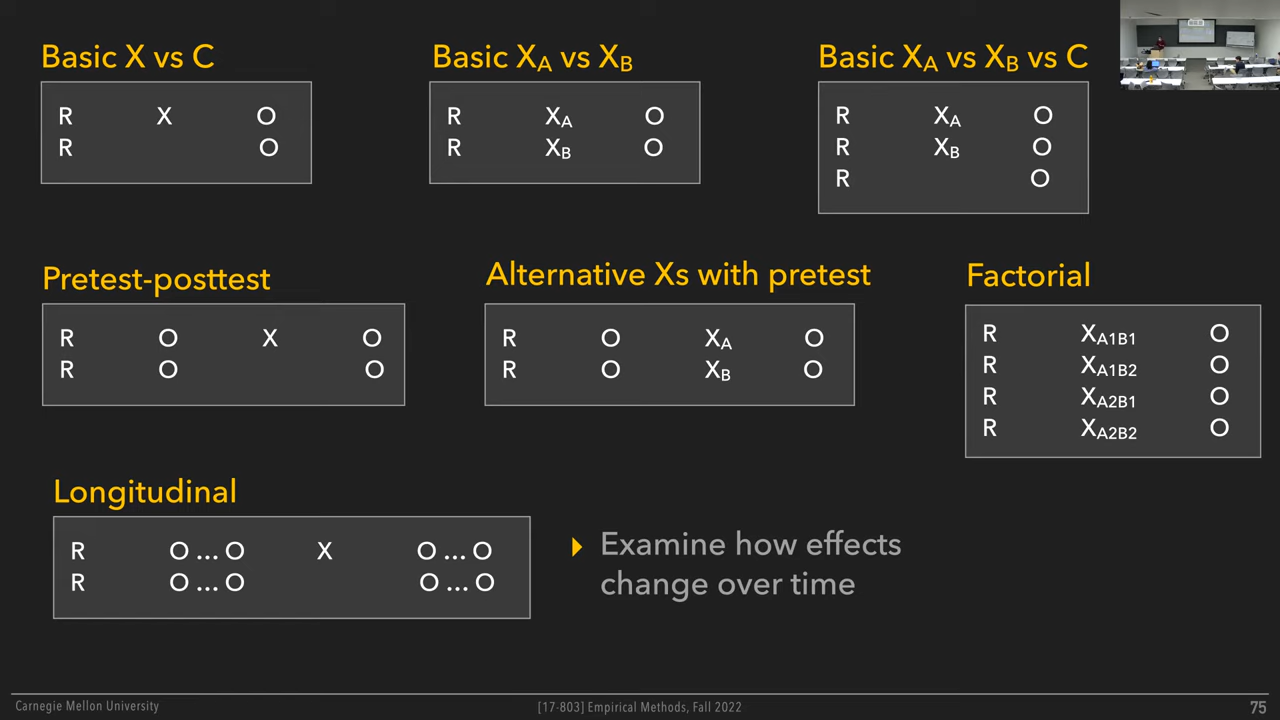 Basic X vs C
R X O
R O
Basic XA vs XB
R XA O
R XB O
Basic XA vs XB vs C
R XA O
R XB O
R O
Pretest-posttest
R O X O
R O O
Alternative Xs with pretest
R O XA O
R O XB O
Factorial
R XA1B1 O
R XA1B2 O
R XA2B1 O
R XA2B2 O
Longitudinal
R O ... O X O ... O
R O ... O O ... O
Examine how effects
change over time
Carnegie Mellon University
[17-803] Empirical Methods, Fall 2022
75